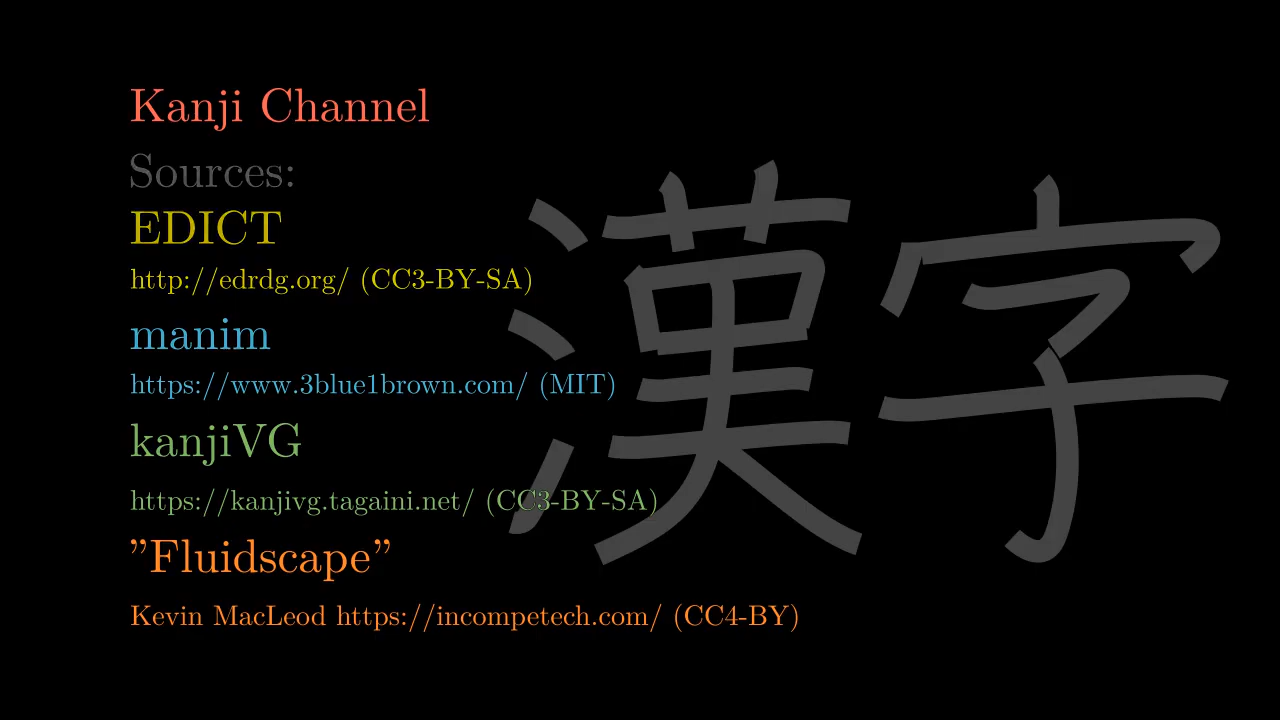 Kanji Channel
Sources:
EDICT
http://edrdg.org/ (CC3-BY-SA)
manim
https://www.3blue1brown.com/ (MIT)
kanjiVG
https://kanjivg.tagaini.net/ (CC3-BY-SA)
”Fluidscape”
Kevin MacLeod https://incompetech.com/ (CC4-BY)
漢字